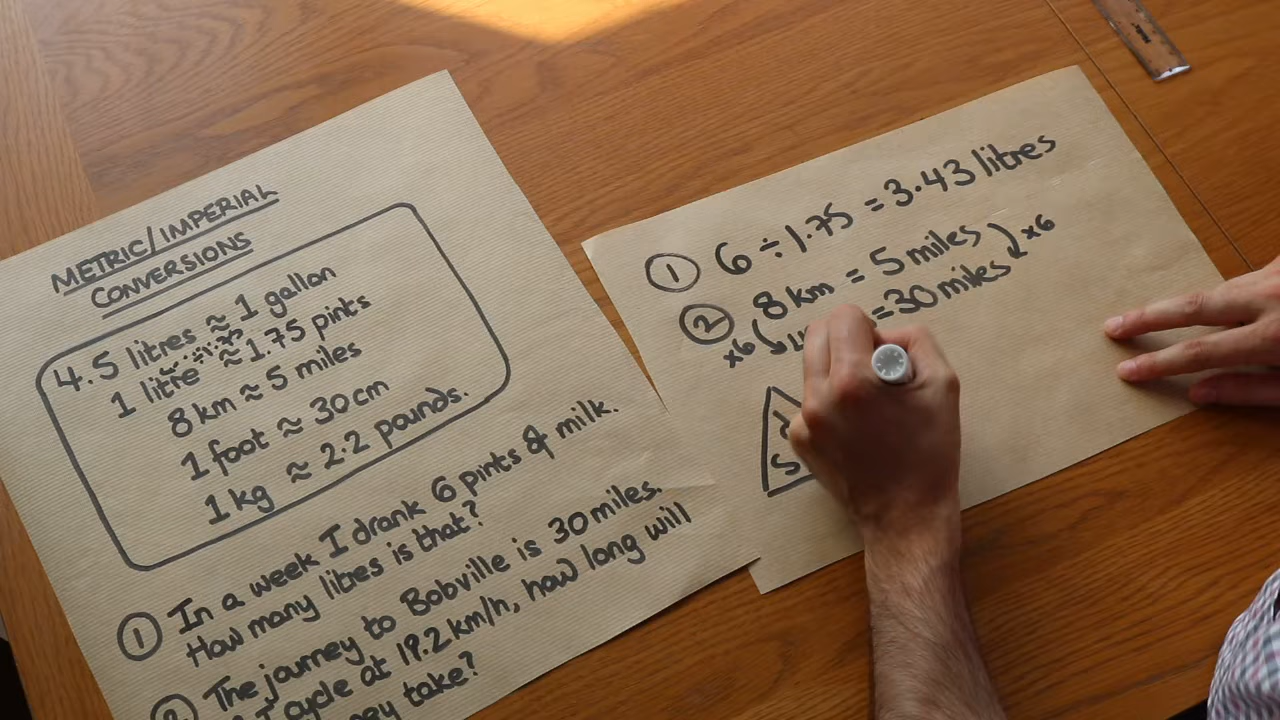 METRIC/IMPERIAL
CONVERSIONS
4.5 litres ≈ 1 gallon
1 litre ≈ 1.75 pints
8 km ≈ 5 miles
1 foot ≈ 30cm
1 kg ≈ 2.2 pounds.
1 In a week I drank 6 pints of milk.
How many litres is that?
2 The journey to Bobville is 30 miles.
I cycle at 19.2 km/h, how long will
take?
1 6 ÷ 1.75 = 3.43 litres
2 8 km = 5 miles x6
x6 = 30 miles
S